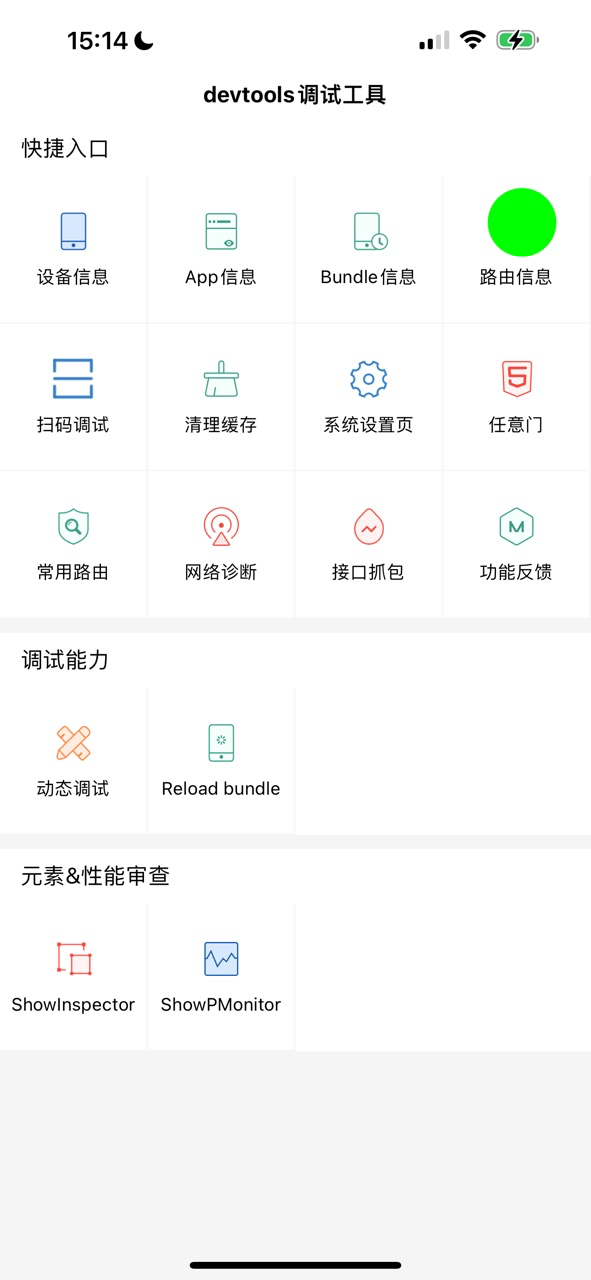 15:14
devtools调试工具
快捷入口
设备信息
App信息
Bundle信息
路由信息
扫码调试
清理缓存
系统设置页
任意门
常用路由
网络诊断
接口抓包
功能反馈
调试能力
动态调试
Reload bundle
元素&性能审查
ShowInspector
ShowPMonitor